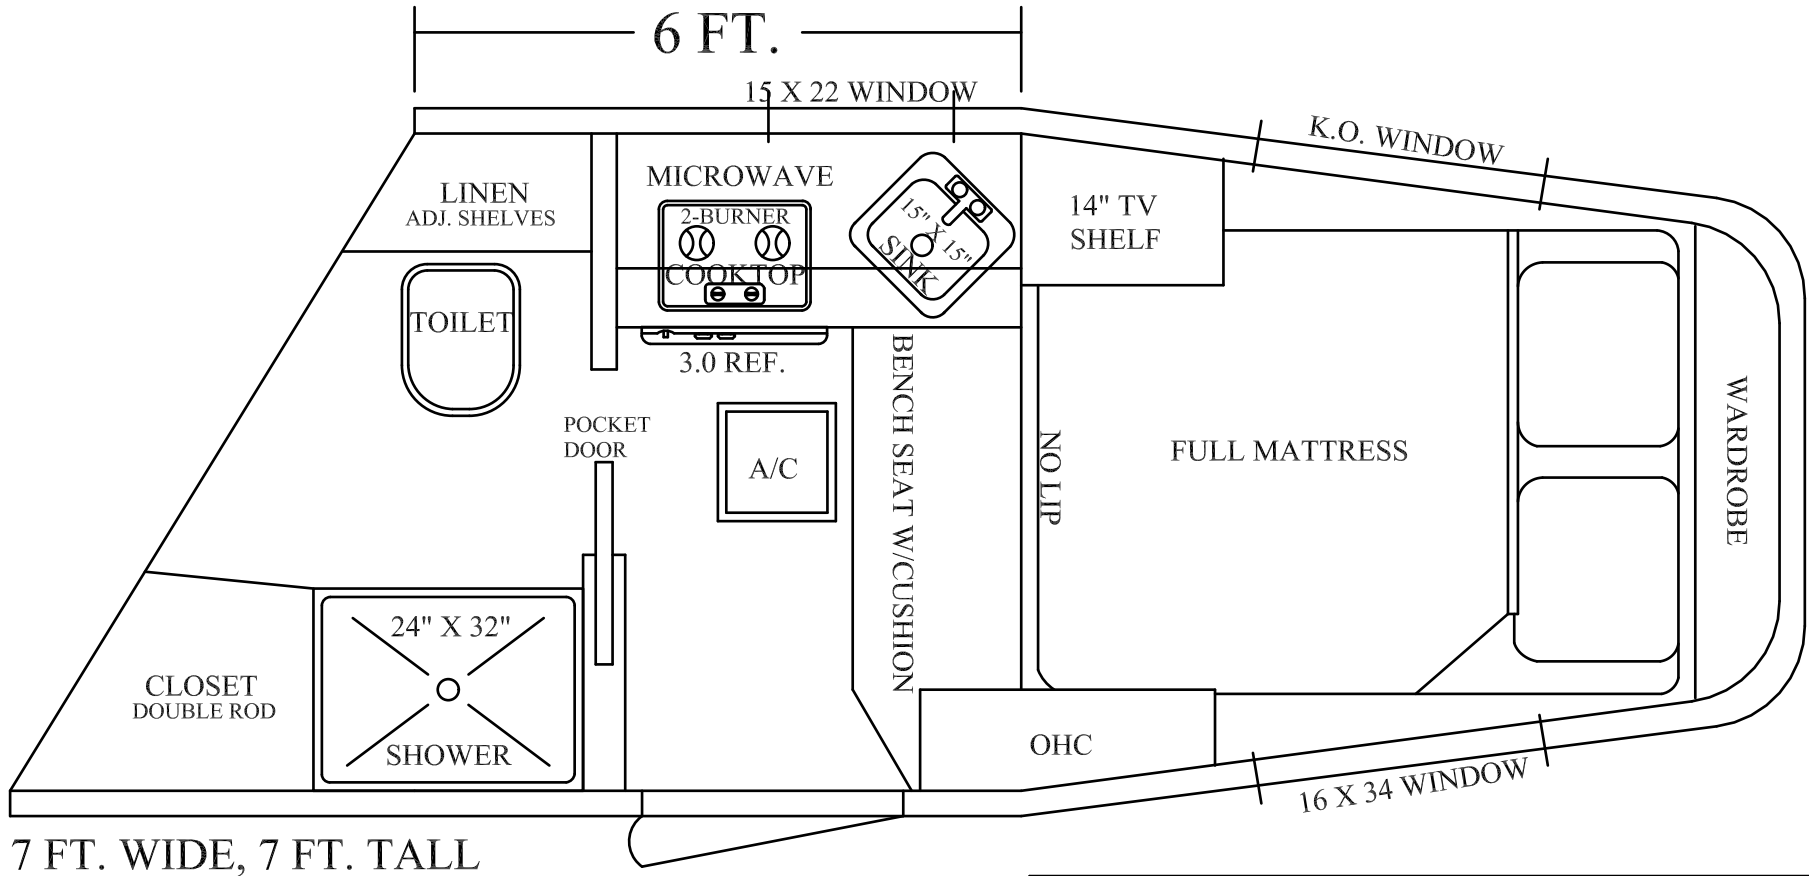 6 FT.
15 X 22 WINDOW
K.O. WINDOW
LINEN
ADJ. SHELVES
MICROWAVE
2-BURNER
COOKTOP
15" X 15"
SINK
14" TV
SHELF
TOILET
3.0 REF.
POCKET
DOOR
A/C
BENCH SEAT W/CUSHION
NO LIP
FULL MATTRESS
WARDROBE
24" X 32"
SHOWER
CLOSET
DOUBLE ROD
OHC
16 X 34 WINDOW
7 FT. WIDE, 7 FT. TALL